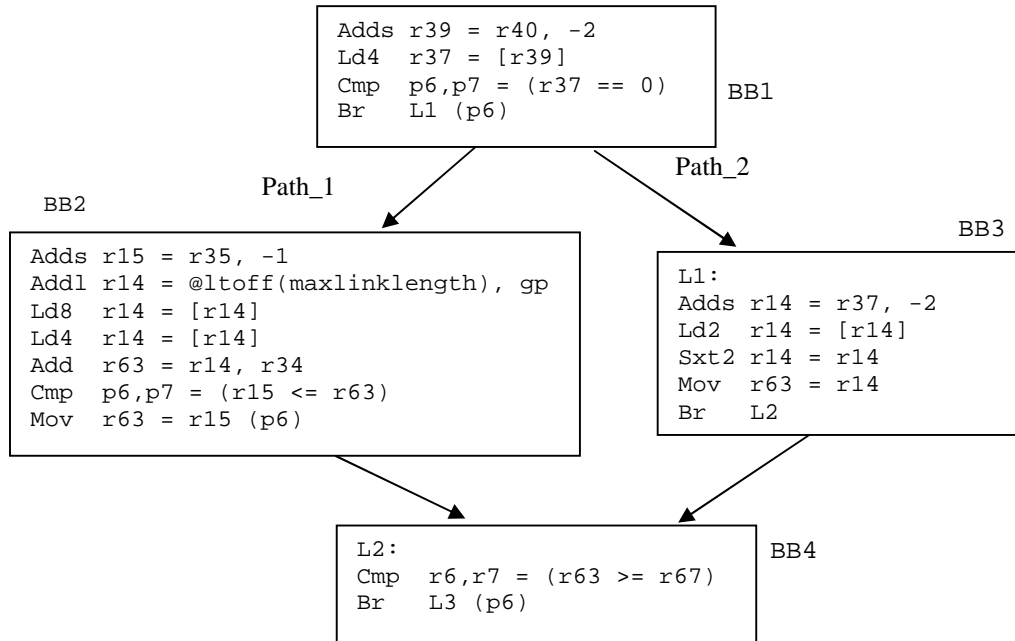 Adds r39 = r40, -2
Ld4 r37 = [r39]
Cmp p6,p7 = (r37 == 0)
Br L1 (p6)
BB1
Path_1
Path_2
BB2
Adds r15 = r35, -1
Addl r14 = @ltoff(maxlinklength), gp
Ld8 r14 = [r14]
Ld4 r14 = [r14]
Add r63 = r14, r34
Cmp p6,p7 = (r15 <= r63)
Mov r63 = r15 (p6)
BB3
L1:
Adds r14 = r37, -2
Ld2 r14 = [r14]
Sxt2 r14 = r14
Mov r63 = r14
Br L2
L2:
Cmp r6,r7 = (r63 >= r67)
Br L3 (p6)
BB4